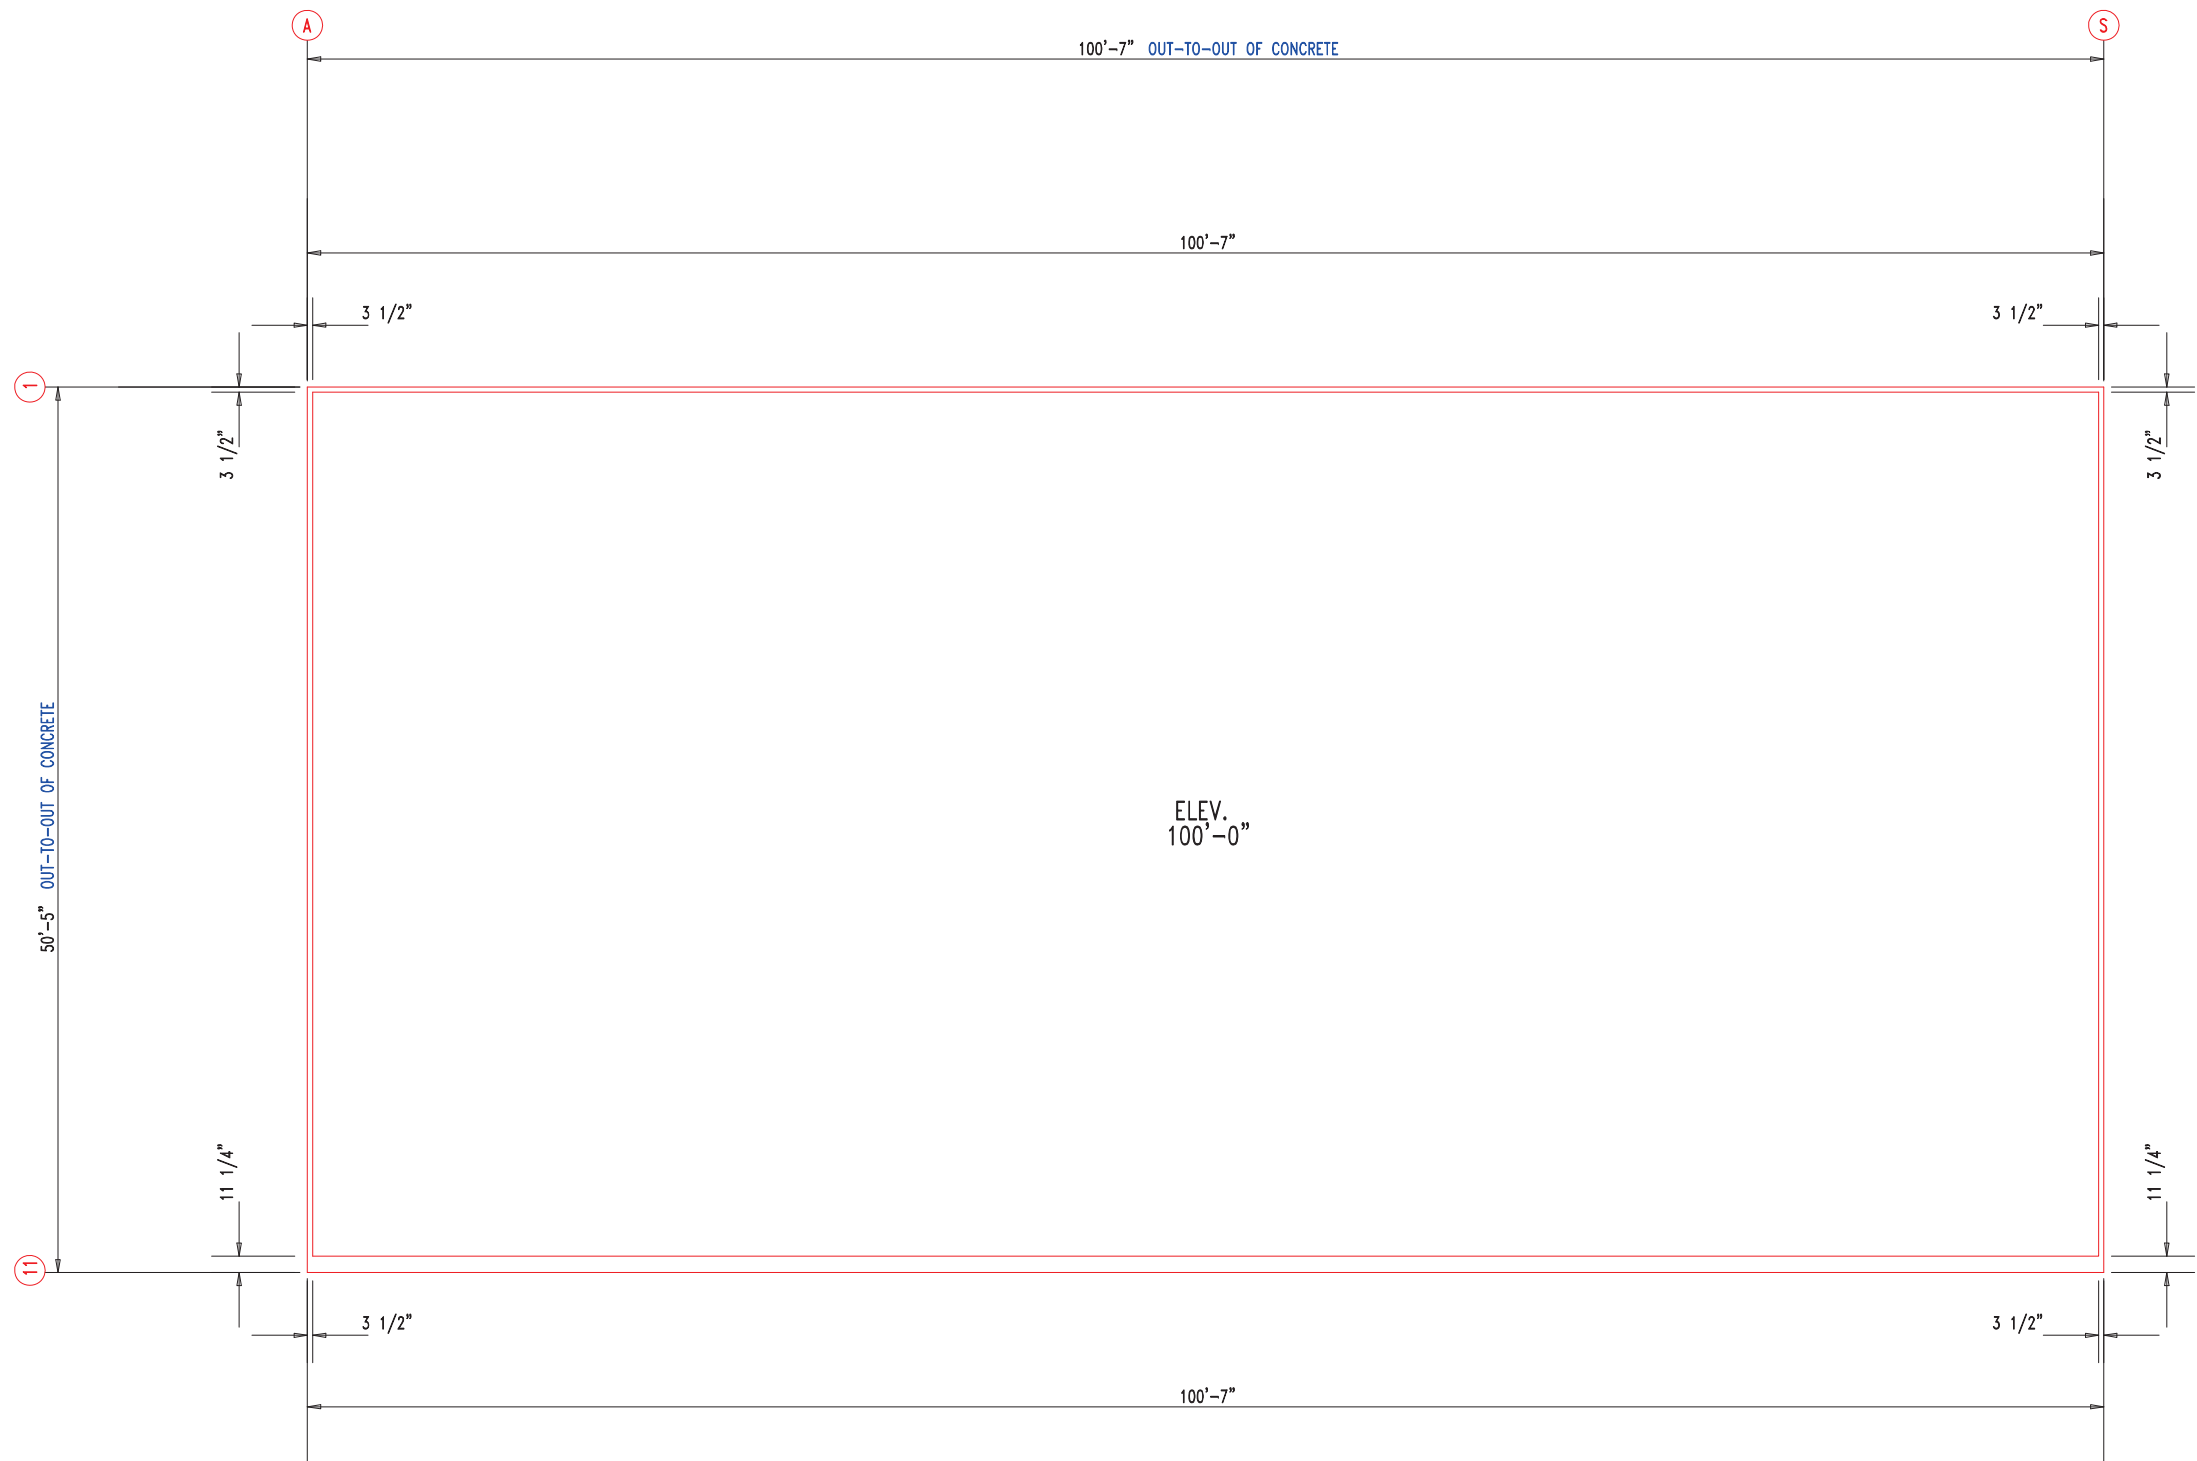 A
S
100'-7" OUT-TO-OUT OF CONCRETE
100'-7"
3 1/2"
3 1/2"
1
3 1/2"
3 1/2"
50'-5" OUT-TO-OUT OF CONCRETE
ELEV.
100'-0"
11 1/4"
11 1/4"
11
3 1/2"
3 1/2"
100'-7"